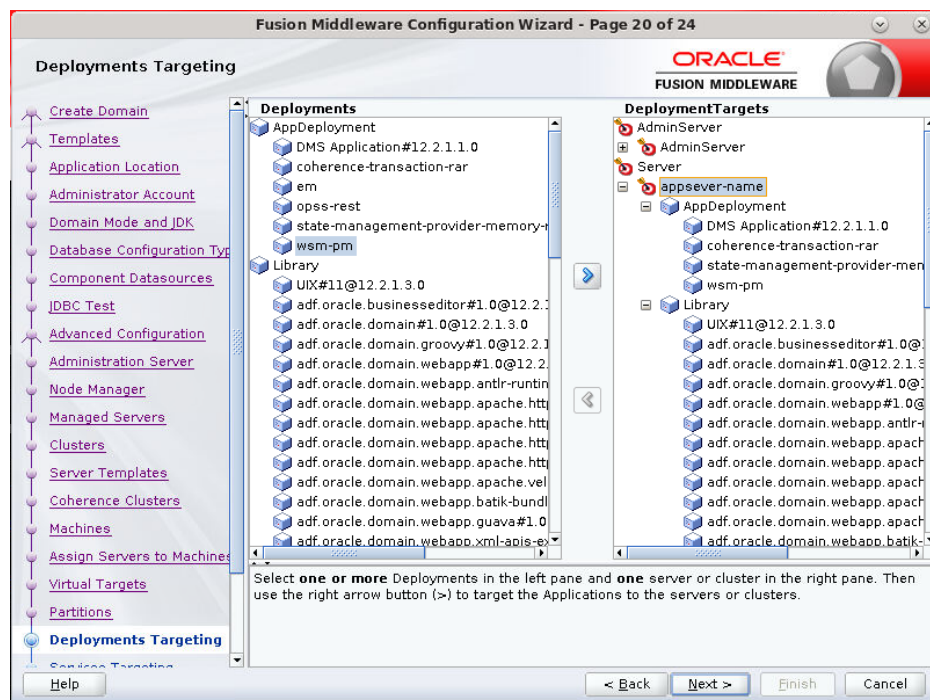 Fusion Middleware Configuration Wizard - Page 20 of 24
Deployments Targeting
ORACLE
FUSION MIDDLEWARE
Create Domain
Templates
Application Location
Administrator Account
Domain Mode and JDK
Database Configuration Typ
Component Datasources
JDBC Test
Advanced Configuration
Administration Server
Node Manager
Managed Servers
Clusters
Server Templates
Coherence Clusters
Machines
Assign Servers to Machines
Virtual Targets
Partitions
Deployments Targeting
Services Targeting
Deployments
AppDeployment
DMS Application#12.2.1.1.0
coherence-transaction-rar
em
opss-rest
state-management-provider-memory-r
wsm-pm
Library
UIX#11@12.2.1.3.0
adf.oracle.businesseditor#1.0@12.2.
adf.oracle.domain#1.0@12.2.1.3.0
adf.oracle.domain.groovy#1.0@12.2.1
adf.oracle.domain.webapp#1.0@12.2.
adf.oracle.domain.webapp.antlr-runtin
adf.oracle.domain.webapp.apache.htt
adf.oracle.domain.webapp.apache.htt
adf.oracle.domain.webapp.apache.htt
adf.oracle.domain.webapp.apache.htt
adf.oracle.domain.webapp.apache.vel
adf.oracle.domain.webapp.batik-bundl
adf.oracle.domain.webapp.guava#1.0
adf.oracle.domain.webapp.xml-apis-e
DeploymentTargets
AdminServer
AdminServer
Server
appsever-name
AppDeployment
DMS Application#12.2.1.1.0
coherence-transaction-rar
state-management-provider-men
wsm-pm
Library
UIX#11@12.2.1.3.0
adf.oracle.businesseditor#1.0@
adf.oracle.domain#1.0@12.2.1.3
adf.oracle.domain.groovy#1.0@
adf.oracle.domain.webapp#1.0@
adf.oracle.domain.webapp.antlr-
adf.oracle.domain.webapp.apach
adf.oracle.domain.webapp.apach
adf.oracle.domain.webapp.apach
adf.oracle.domain.webapp.apach
adf.oracle.domain.webapp.apach
adf.oracle.domain.webapp.batik-
Select one or more Deployments in the left pane and one server or cluster in the right pane. Then
use the right arrow button (>) to target the Applications to the servers or clusters.
Help
< Back
Next >
Finish
Cancel